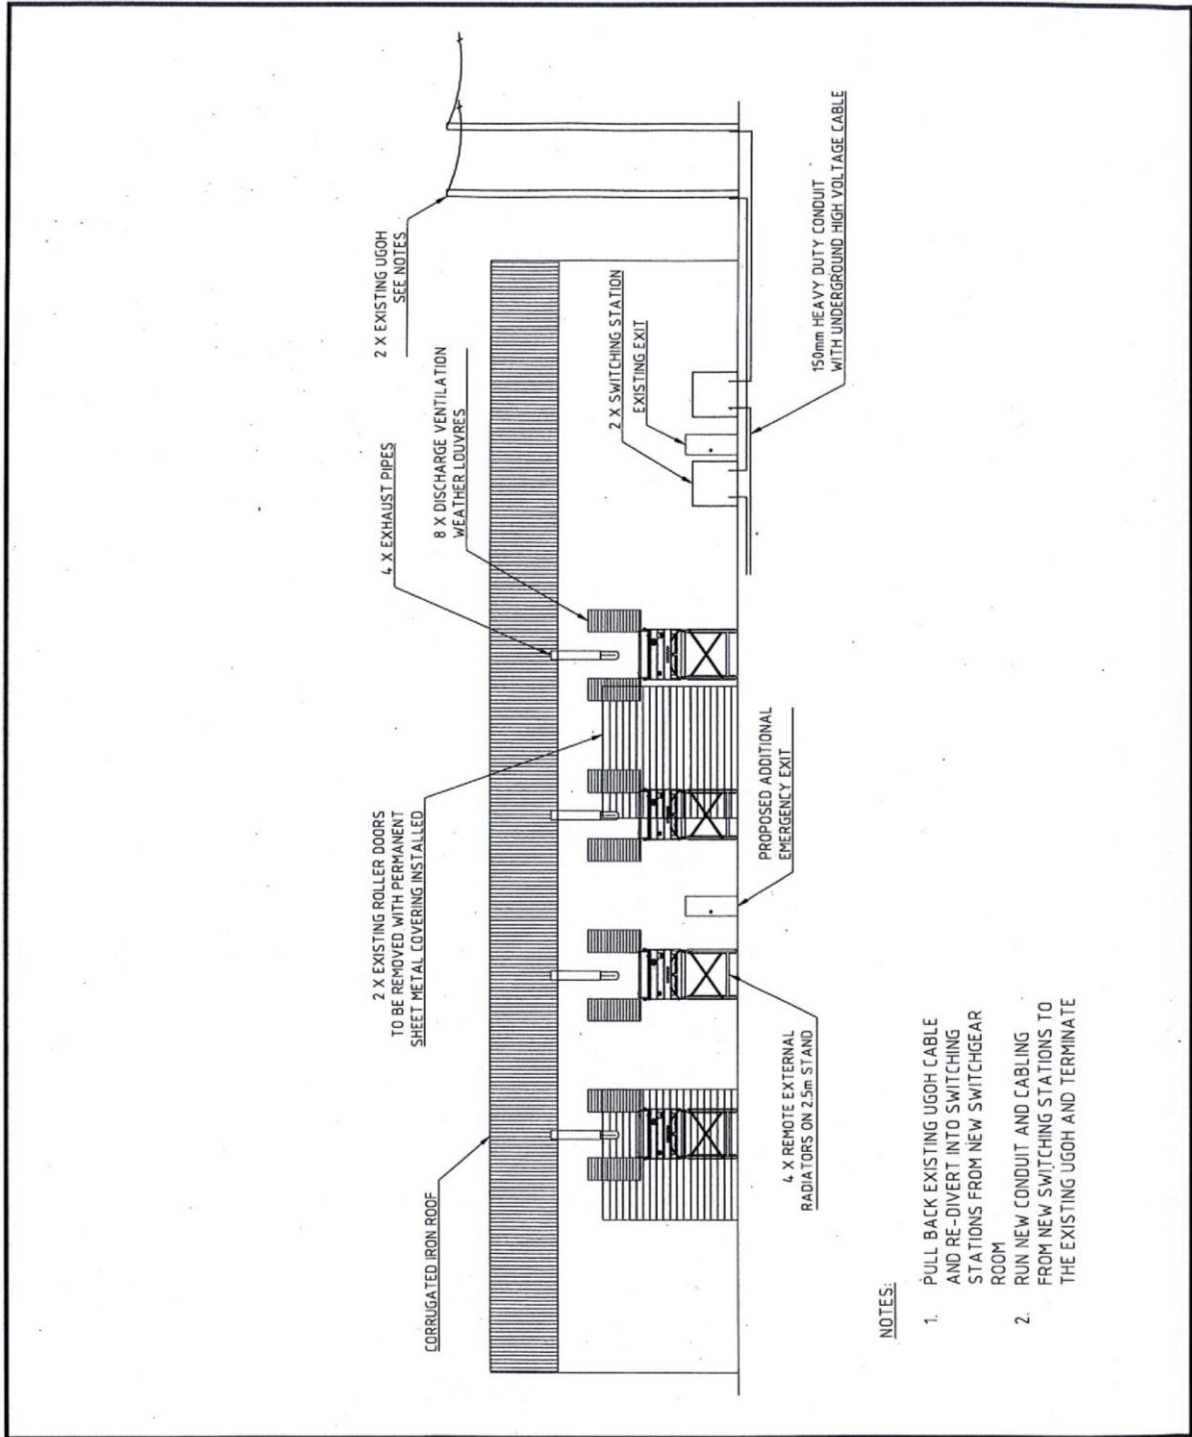 2 X EXISTING UGOH
SEE NOTES
4 X EXHAUST PIPES
8 X DISCHARGE VENTILATION
WEATHER LOUVRES
2 X EXISTING ROLLER DOORS
TO BE REMOVED WITH PERMANENT
SHEET METAL COVERING INSTALLED
CORRUGATED IRON ROOF
2 X SWITCHING STATION
EXISTING EXIT
150mm HEAVY DUTY CONDUIT
WITH UNDERGROUND HIGH VOLTAGE CABLE
PROPOSED ADDITIONAL
EMERGENCY EXIT
4 X REMOTE EXTERNAL
RADIATORS ON 2.5m STAND
NOTES:
1. PULL BACK EXISTING UGOH CABLE
AND RE-DIVERT INTO SWITCHING
STATIONS FROM NEW SWITCHGEAR
ROOM
2. RUN NEW CONDUIT AND CABLING
FROM NEW SWITCHING STATIONS TO
THE EXISTING UGOH AND TERMINATE